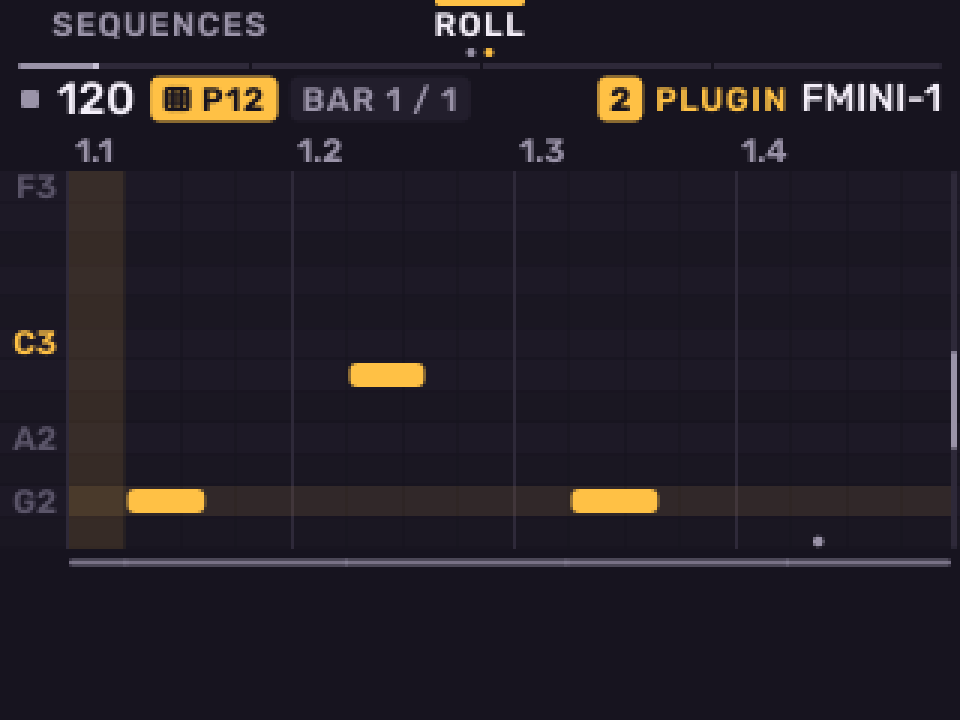 SEQUENCES ROLL
120 P12 BAR 1 / 1 2 PLUGIN FMINI-1
1.1 1.2 1.3 1.4
F3
C3
A2
G2